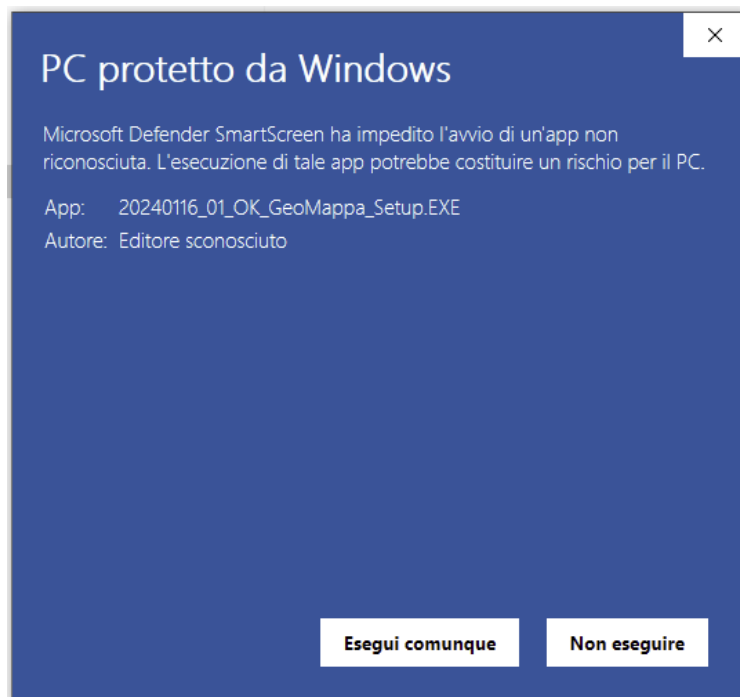 PC protetto da Windows
Microsoft Defender SmartScreen ha impedito l'avvio di un'app non
riconosciuta. L'esecuzione di tale app potrebbe costituire un rischio per il PC.
App: 20240116_01_OK_GeoMappa_Setup.EXE
Autore: Editore sconosciuto
Esegui comunque Non eseguire